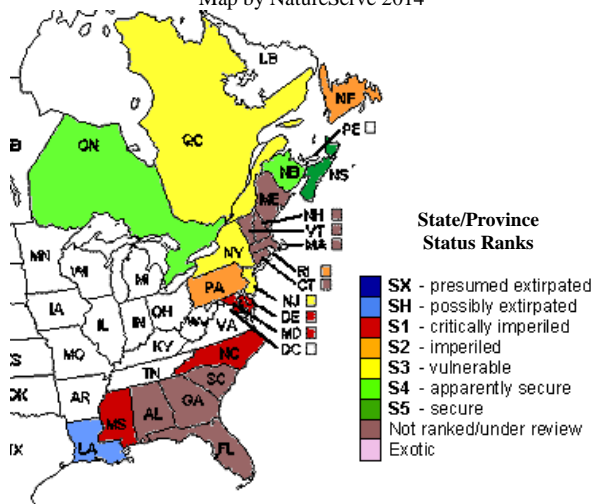 Map by NatureServe 2014
LB
NF
PE
QC
ON
NB
NS
ME
NH
VT
MA
NY
MN
WI
MI
RI
CT
PA
IA
NJ
OH
IL
IN
DE
WV
VA
MD
KY
MO
DC
NC
TN
AR
SC
MS
AL
GA
LA
FL
State/Province
Status Ranks
SX - presumed extirpated
SH - possibly extirpated
S1 - critically imperiled
S2 - imperiled
S3 - vulnerable
S4 - apparently secure
S5 - secure
Not ranked/under review
Exotic